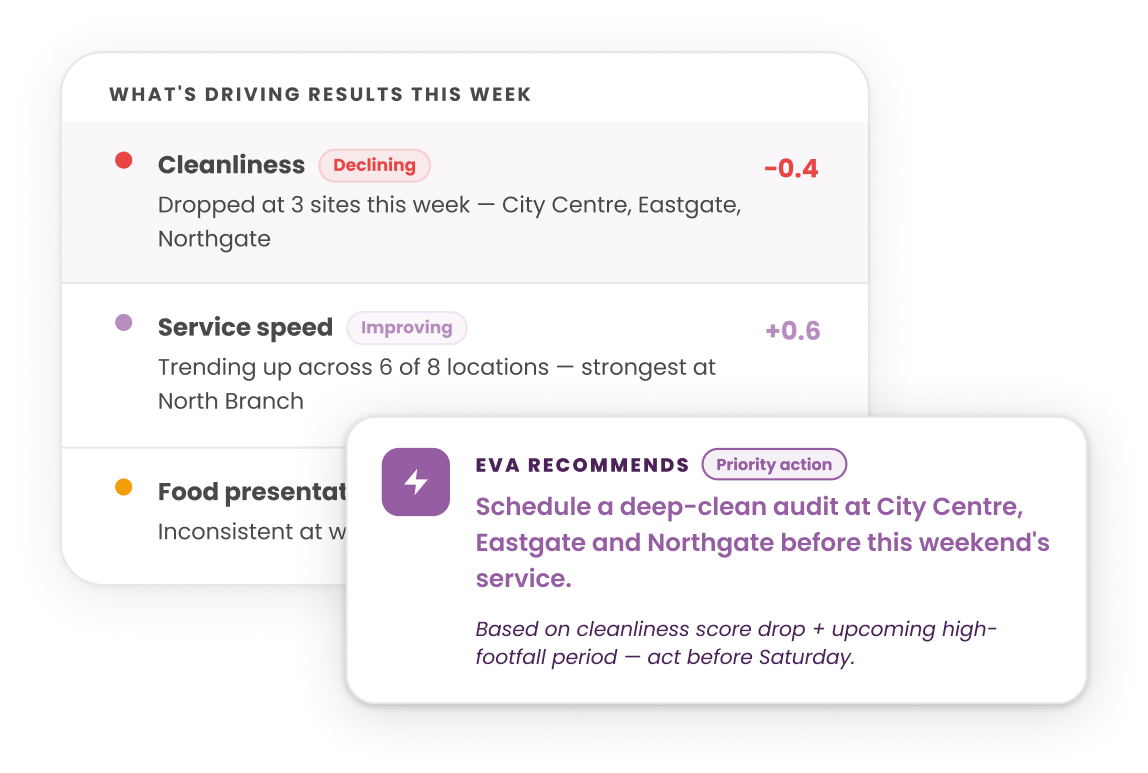 WHAT'S DRIVING RESULTS THIS WEEK
Cleanliness Declining -0.4
Dropped at 3 sites this week — City Centre, Eastgate,
Northgate
Service speed Improving +0.6
Trending up across 6 of 8 locations — strongest at
North Branch
Food
Inconsistent at
EVA RECOMMENDS Priority action
Schedule a deep-clean audit at City Centre,
Eastgate and Northgate before this weekend's
service.
Based on cleanliness score drop + upcoming high-
footfall period — act before Saturday.